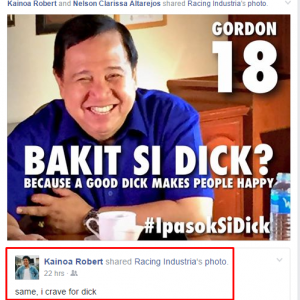 Kainoa Robert and Nelson Clarissa Altarejos shared Racing Industria's photo.
GORDON
18
BAKIT SI DICK?
BECAUSE A GOOD DICK MAKES PEOPLE HAPPY
#IpasokSiDick
Kainoa Robert shared Racing Industria's photo.
22 hrs ·
same, i crave for dick